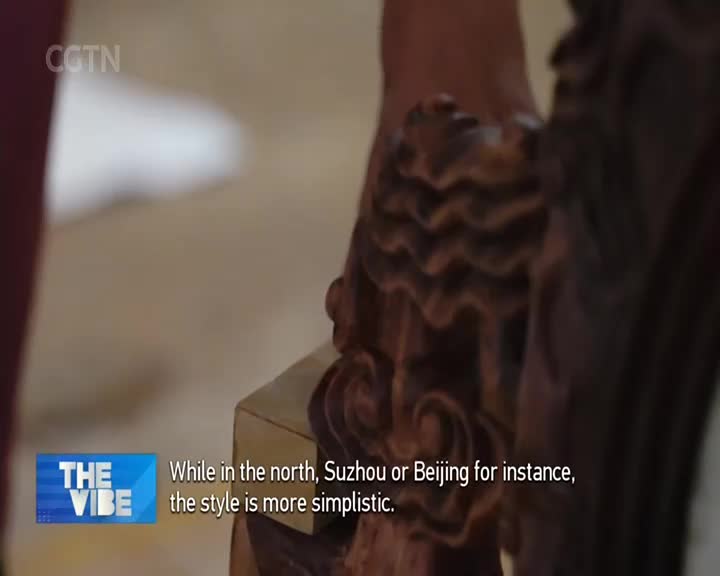 CGTN
THE
VIBE
While in the north, Suzhou or Beijing for instance,
the style is more simplistic.